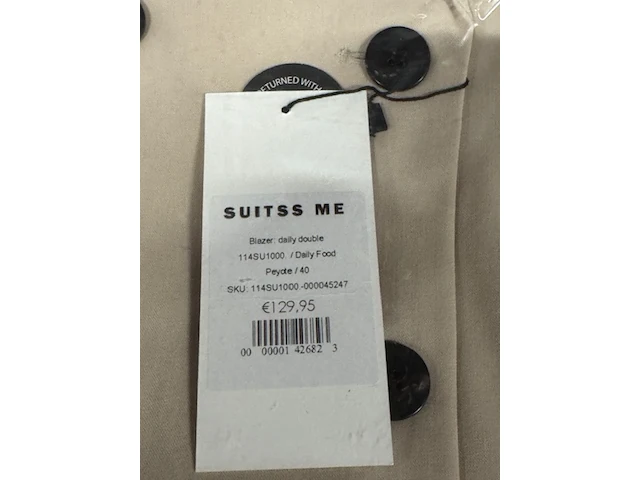 RETURNED WITH
SUITSS ME
Blazer: daily double
114SU1000 / Daily Food
Peyote / 40
SKU: 114SU1000-000045247
€129,95
00 00001 42682 3